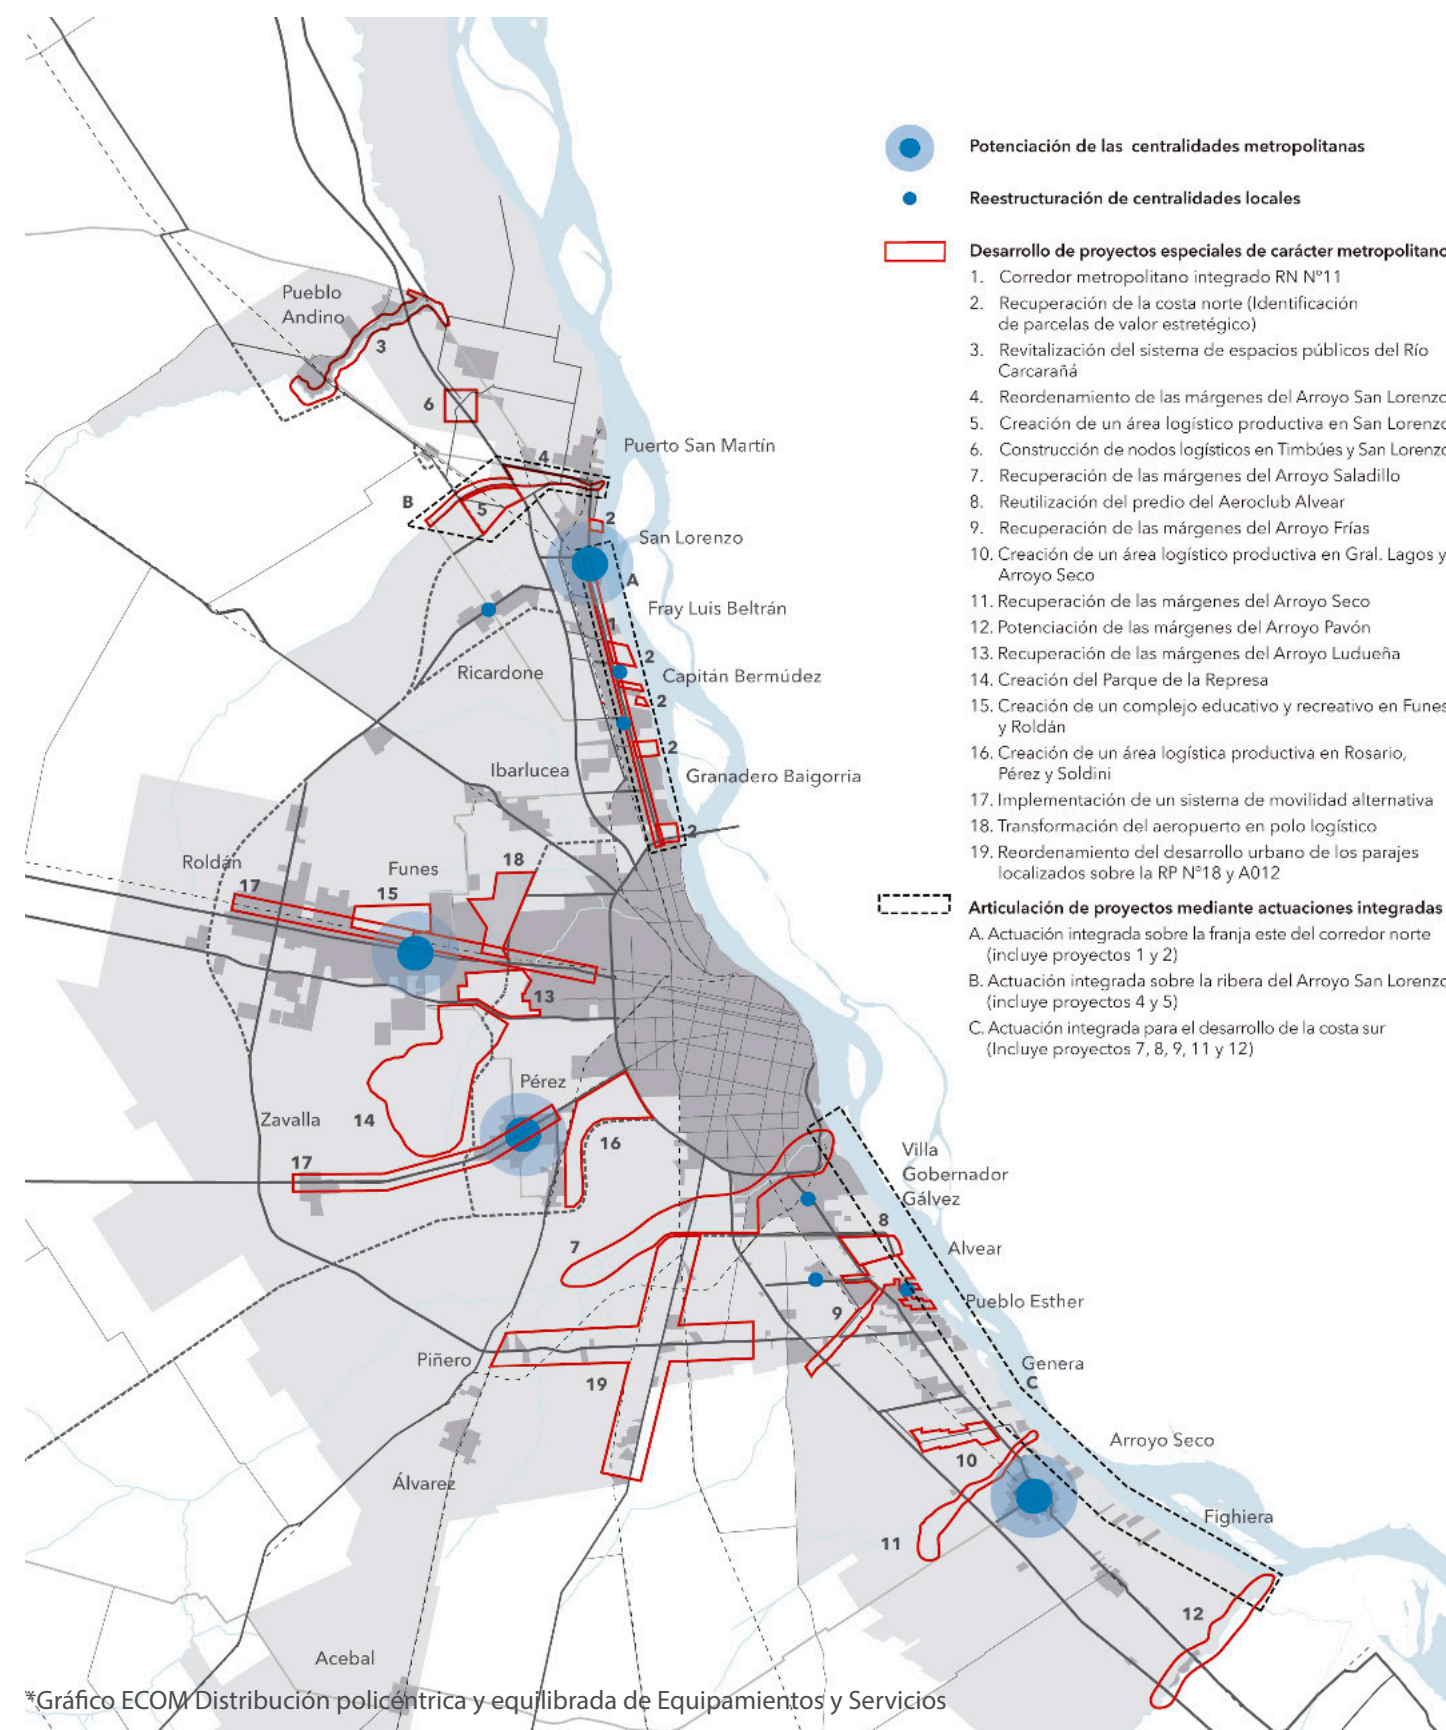 Potenciación de las centralidades metropolitanas
Reestructuración de centralidades locales
Desarrollo de proyectos especiales de carácter metropolitano
1. Corredor metropolitano integrado RN Nº11
2. Recuperación de la costa norte (Identificación
de parcelas de valor estretégico)
3. Revitalización del sistema de espacios públicos del Río
Carcarañá
4. Reordenamiento de las márgenes del Arroyo San Lorenzo
5. Creación de un área logístico productiva en San Lorenzo
6. Construcción de nodos logísticos en Timbúes y San Lorenzo
7. Recuperación de las márgenes del Arroyo Saladillo
8. Reutilización del predio del Aeroclub Alvear
9. Recuperación de las márgenes del Arroyo Frías
10. Creación de un área logístico productiva en Gral. Lagos y
Arroyo Seco
11. Recuperación de las márgenes del Arroyo Seco
12. Potenciación de las márgenes del Arroyo Pavón
13. Recuperación de las márgenes del Arroyo Ludueña
14. Creación del Parque de la Represa
15. Creación de un complejo educativo y recreativo en Funes
y Roldán
16. Creación de un área logística productiva en Rosario,
Pérez y Soldini
17. Implementación de un sistema de movilidad alternativa
18. Transformación del aeropuerto en polo logístico
19. Reordenamiento del desarrollo urbano de los parajes
localizados sobre la RP Nº18 y A012
Articulación de proyectos mediante actuaciones integradas
A. Actuación integrada sobre la franja este del corredor norte
(incluye proyectos 1 y 2)
B. Actuación integrada sobre la ribera del Arroyo San Lorenzo
(incluye proyectos 4 y 5)
C. Actuación integrada para el desarrollo de la costa sur
(Incluye proyectos 7, 8, 9, 11 y 12)
Pueblo
Andino
3
6
Puerto San Martín
4
B
5
2
San Lorenzo
A
Fray Luis Beltrán
1
2
Ricardone
Capitán Bermúdez
2
2
Ibarlucea
Granadero Baigorria
2
Roldán
Funes
18
17
15
13
Pérez
Zavalla
14
16
17
Villa
Gobernador
Gálvez
8
7
Alvear
Pueblo Esther
9
Piñero
Genera
C
19
Arroyo Seco
10
Álvarez
Fighiera
11
12
Acebal
*Gráfico ECOM Distribución policéntrica y equilibrada de Equipamientos y Servicios